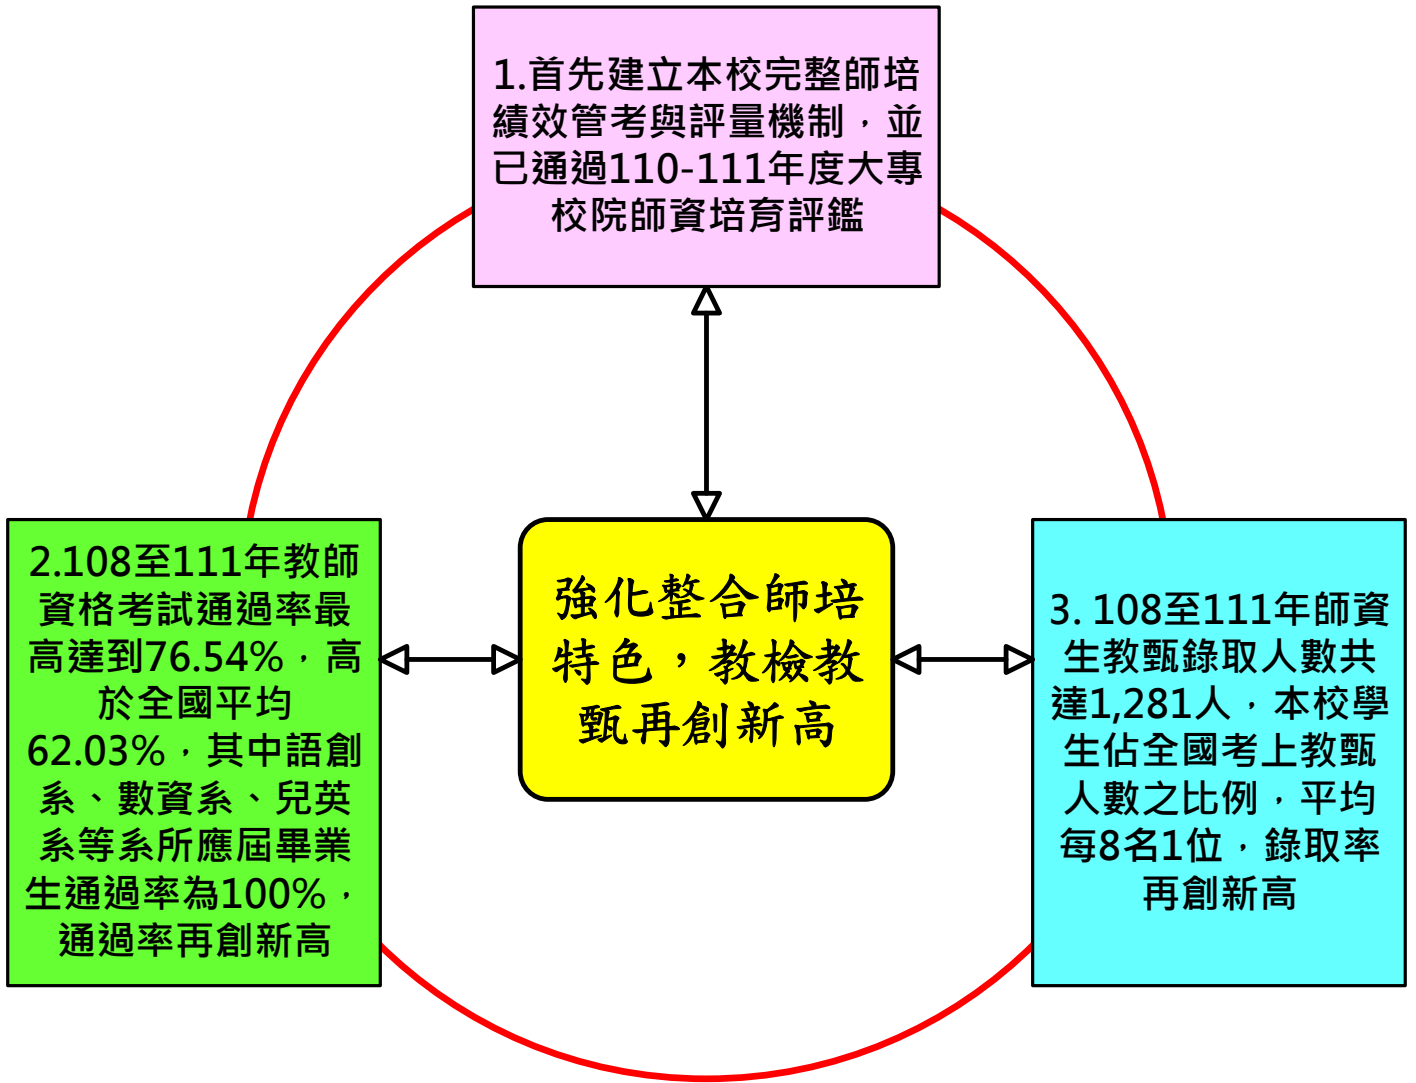 1.首先建立本校完整師培
績效管考與評量機制，並
已通過110-111年度大專
校院師資培育評鑑
2.108至111年教師
資格考試通過率最
高達到76.54%，高
於全國平均
62.03%，其中語創
系、數資系、兒英
系等系所應屆畢業
生通過率為100%，
通過率再創新高
強化整合師培
特色，教檢教
甄再創新高
3. 108至111年師資
生教甄錄取人數共
達1,281人，本校學
生佔全國考上教甄
人數之比例，平均
每8名1位，錄取率
再創新高